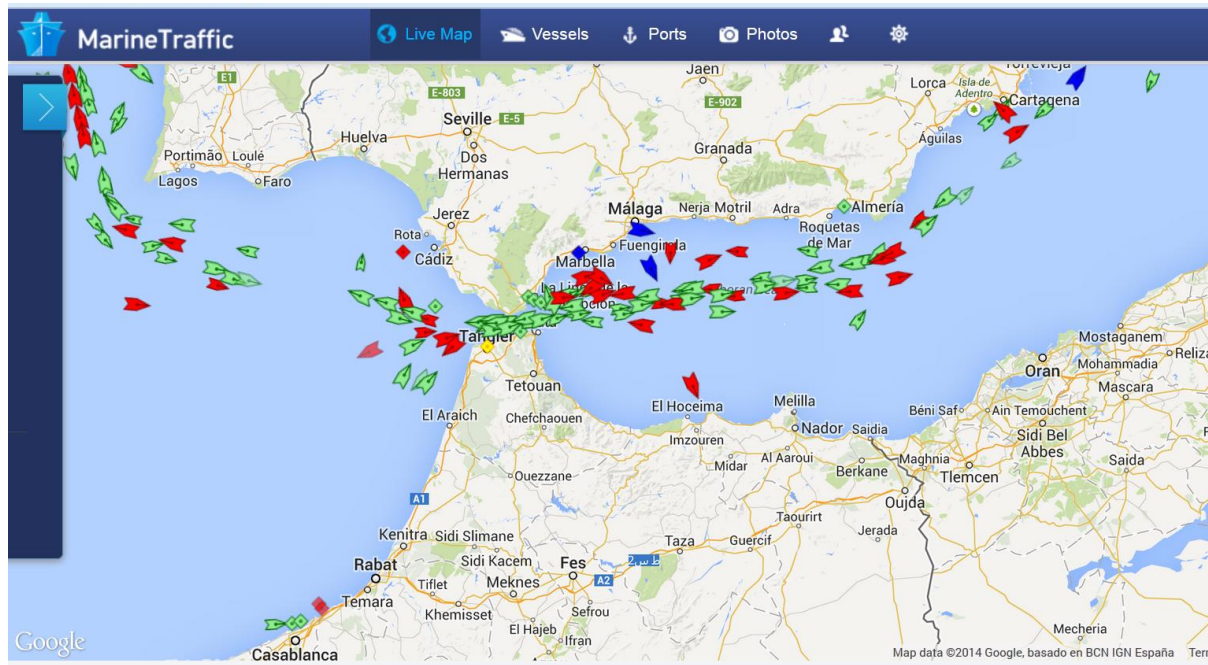 MarineTraffic
Live Map
Vessels
Ports
Photos
E1
E-803
Jaen
Lorca
Isla de
Adentro
Torrevieja
Cartagena
E-902
Seville
E-5
Huelva
Águilas
Portimão
Loulé
Dos
Hermanas
Granada
Lagos
Faro
Jerez
Málaga
Nerja
Motril
Adra
Almería
Rota
Roquetas
de Mar
Cádiz
Fuengirola
Marbella
Tangier
Mostaganem
Reliza
Oran
Mohammadia
Tetouan
Mascara
El Araich
Chefchaouen
El Hoceima
Melilla
Béni Saf
Ain Temouchent
Nador
Saidia
Sidi Bel
Abbes
Imzouren
Al Aaroui
Maghnia
Saida
Midar
Berkane
Tlemcen
Ouezzane
Oujda
A1
Taourirt
Jerada
Kenitra
Sidi Slimane
Taza
Guercif
Rabat
Sidi Kacem
Fes
ط س2
Tiflet
Meknes
A2
Temara
Khemisset
Sefrou
El Hajeb
Ifran
Mecheria
Google
Casablanca
Map data ©2014 Google, basado en BCN IGN España
Terr